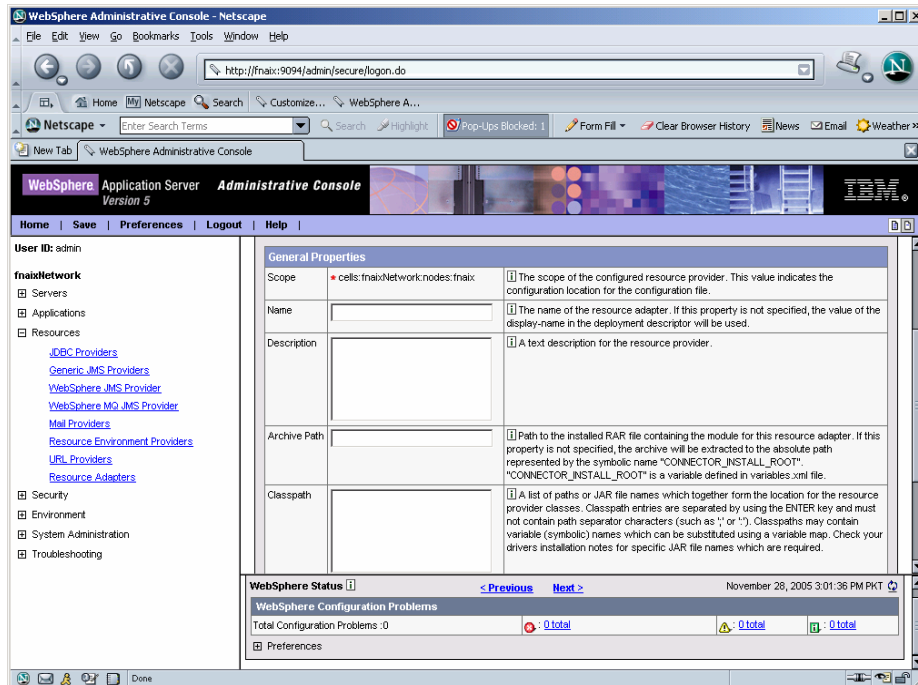 WebSphere Administrative Console - Netscape
File Edit View Go Bookmarks Tools Window Help
http://fnaix:9094/admin/secure/logon.do
Home My Netscape Search Customize... WebSphere A...
Netscape Enter Search Terms Search Highlight Pop-Ups Blocked: 1 Form Fill Clear Browser History News Email Weather
New Tab WebSphere Administrative Console
WebSphere Application Server Administrative Console
Version 5
IBM
Home | Save | Preferences | Logout | Help |
User ID: admin
fnaixNetwork
Servers
Applications
Resources
JDBC Providers
Generic JMS Providers
WebSphere JMS Provider
WebSphere MQ JMS Provider
Mail Providers
Resource Environment Providers
URL Providers
Resource Adapters
Security
Environment
System Administration
Troubleshooting
General Properties
Scope * cells:fnaixNetwork:nodes:fnaix i The scope of the configured resource provider. This value indicates the
configuration location for the configuration file.
Name i The name of the resource adapter. If this property is not specified, the value of the
display-name in the deployment descriptor will be used.
Description i A text description for the resource provider.
Archive Path i Path to the installed RAR file containing the module for this resource adapter. If this
property is not specified, the archive will be extracted to the absolute path
represented by the symbolic name "CONNECTOR_INSTALL_ROOT".
"CONNECTOR_INSTALL_ROOT" is a variable defined in variables.xml file.
Classpath i A list of paths or JAR file names which together form the location for the resource
provider classes. Classpath entries are separated by using the ENTER key and must
not contain path separator characters (such as ';' or ':'). Classpaths may contain
variable (symbolic) names which can be substituted using a variable map. Check your
drivers installation notes for specific JAR file names which are required.
WebSphere Status i < Previous Next > November 28, 2005 3:01:36 PM PKT
WebSphere Configuration Problems
Total Configuration Problems :0 : 0 total : 0 total : 0 total
Preferences
Done